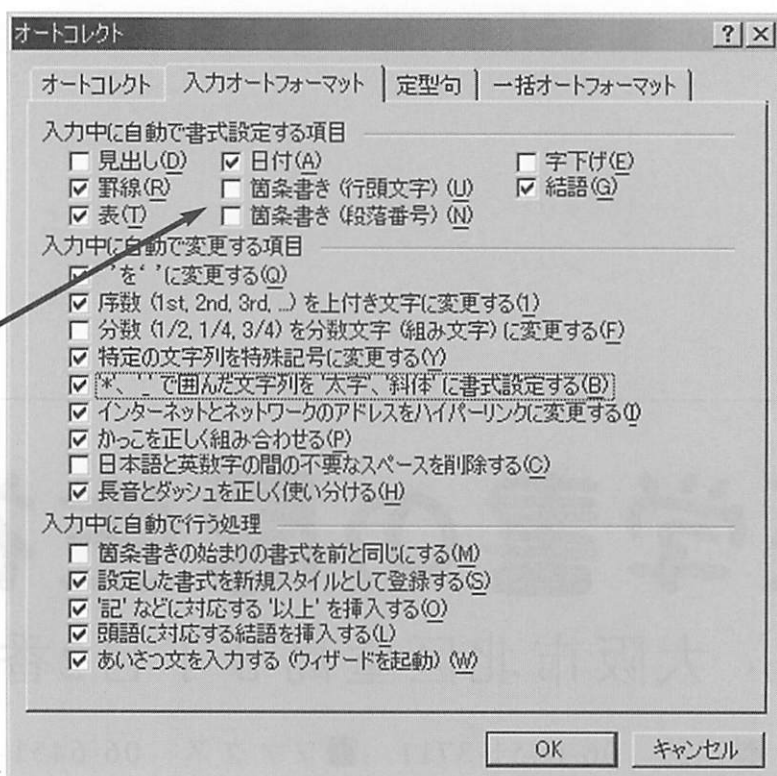 オートコレクト
オートコレクト 入力オートフォーマット 定型句 一括オートフォーマット
入力中に自動で書式設定する項目
見出し(D) 日付(A) 字下げ(E)
罫線(R) 箇条書き (行頭文字) (U) 結語(G)
表(T) 箇条書き (段落番号) (N)
入力中に自動で変更する項目
' 'を‘ ’に変更する(Q)
序数 (1st, 2nd, 3rd, ...) を上付き文字に変更する(1)
分数 (1/2, 1/4, 3/4) を分数文字 (組み文字) に変更する(F)
特定の文字列を特殊記号に変更する(Y)
'*'、'_' で囲んだ文字列を '太字'、'斜体' に書式設定する(B)
インターネットとネットワークのアドレスをハイパーリンクに変更する(I)
かっこを正しく組み合わせる(P)
日本語と英数字の間の不要なスペースを削除する(C)
長音とダッシュを正しく使い分ける(H)
入力中に自動で行う処理
箇条書きの始まりの書式を前と同じにする(M)
設定した書式を新規スタイルとして登録する(S)
'記' などに対応する '以上' を挿入する(O)
頭語に対応する結語を挿入する(L)
あいさつ文を入力する (ウィザードを起動) (W)
OK キャンセル